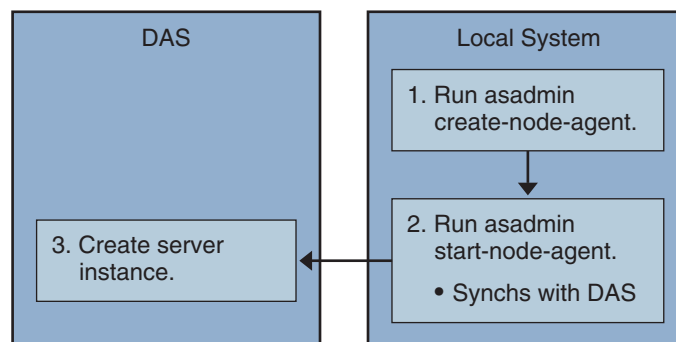 DAS
Local System
1. Run asadmin
create-node-agent.
2. Run asadmin
start-node-agent.
• Synchs with DAS
3. Create server
instance.